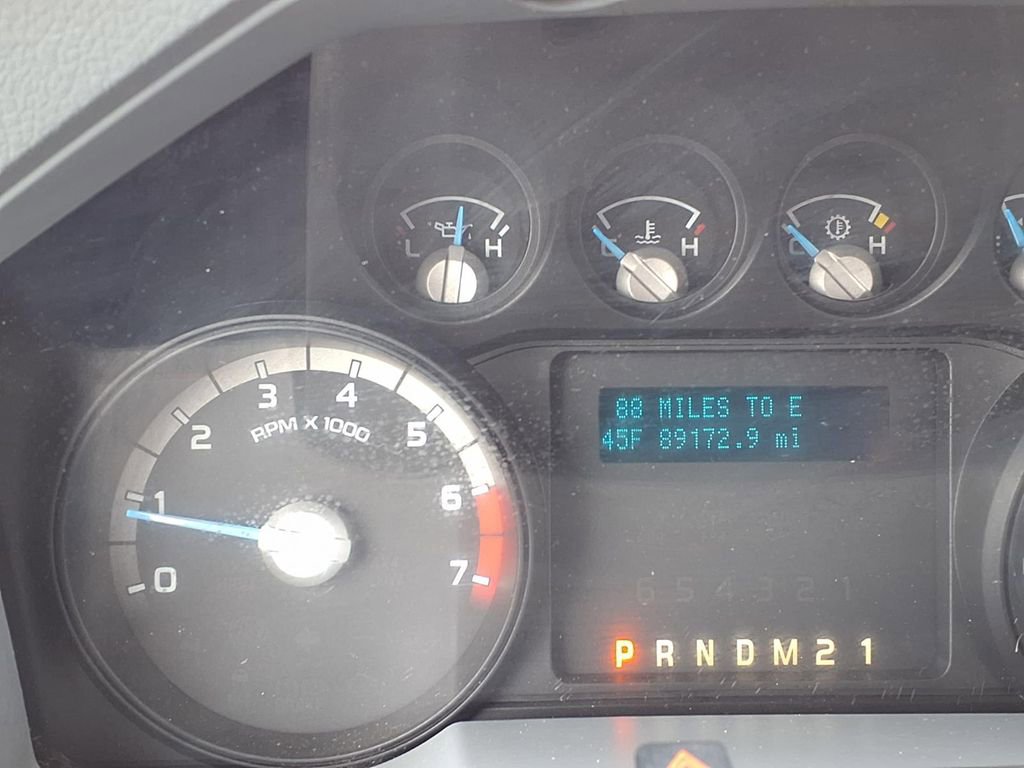 L H
C H
C H
0 1 2 3 4 5 6 7
RPM X 1000
88 MILES TO E
45F 89172.9 mi
6 5 4 3 2 1
P R N D M 2 1